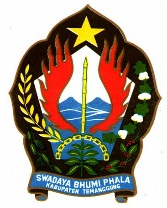 SWADAYA BHUMI PHALA
KABUPATEN TEMANGGUNG